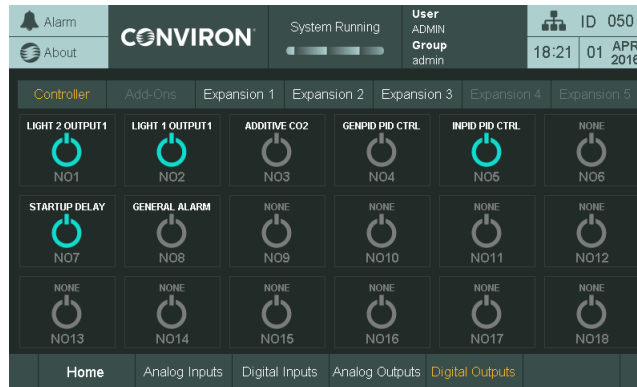 Alarm
About
CONVIRON
System Running
User
ADMIN
Group
admin
ID 050
18:21 01 APR 2016
Controller Add-Ons Expansion 1 Expansion 2 Expansion 3 Expansion 4 Expansion 5
LIGHT 2 OUTPUT1 LIGHT 1 OUTPUT1 ADDITIVE CO2 GENPID PID CTRL INPID PID CTRL NONE
NO1 NO2 NO3 NO4 NO5 NO6
STARTUP DELAY GENERAL ALARM NONE NONE NONE NONE
NO7 NO8 NO9 NO10 NO11 NO12
NONE NONE NONE NONE NONE NONE
NO13 NO14 NO15 NO16 NO17 NO18
Home Analog Inputs Digital Inputs Analog Outputs Digital Outputs